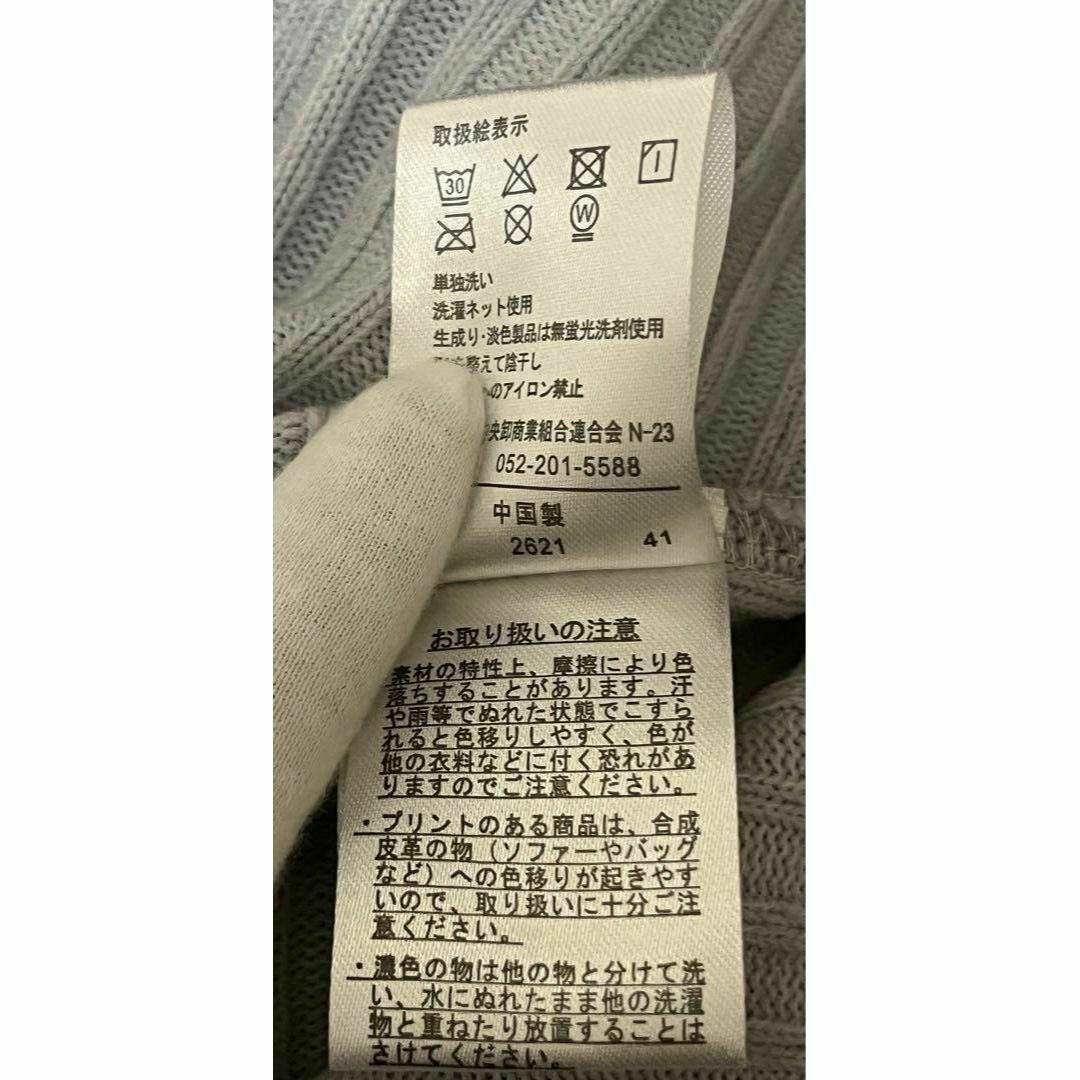 取扱絵表示
30
W
単独洗い
洗濯ネット使用
生成り・淡色製品は無蛍光洗剤使用
整えて陰干し
へのアイロン禁止
央卸商業組合連合会 N-23
052-201-5588
中国製
2621 41
お取り扱いの注意
素材の特性上、摩擦により色
落ちすることがあります。汗
や雨等でぬれた状態でこすら
れると色移りしやすく、色が
他の衣料などに付く恐れがあ
りますのでご注意ください。
・プリントのある商品は、合成
皮革の物（ソファーやバッグ
など）への色移りが起きやす
いので、取り扱いに十分ご注
意ください。
・濃色の物は他の物と分けて洗
い、水にぬれたまま他の洗濯
物と重ねたり放置することは
さけてください。